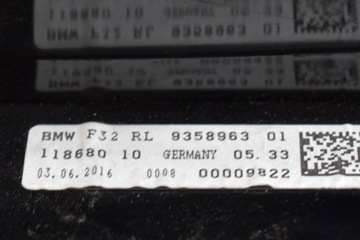 BMW F32 RL 9358963 01
118680 10 GERMANY 05.33
03.06.2016 0008 00009822